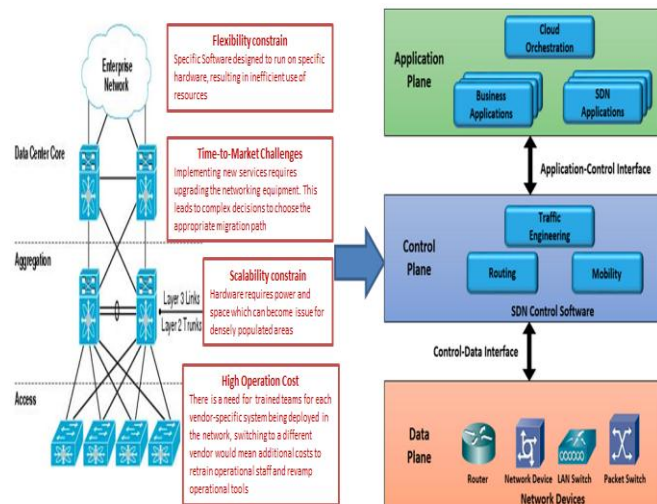 Enterprise
Network
Data Center Core
Aggregation
Layer 3 Links
Layer 2 Trunks
Access
Flexibility constrain
Specific Software designed to run on specific
hardware, resulting in inefficient use of
resources
Time-to-Market Challenges
Implementing new services requires
upgrading the networking equipment. This
leads to complex decisions to choose the
appropriate migration path
Scalability constrain
Hardware requires power and
space which can become issue for
densely populated areas
High Operation Cost
There is a need for trained teams for each
vendor-specific system being deployed in
the network, switching to a different
vendor would mean additional costs to
retrain operational staff and revamp
operational tools
Application
Plane
Cloud
Orchestration
Business
Applications
SDN
Applications
Application-Control Interface
Control
Plane
Traffic
Engineering
Routing
Mobility
SDN Control Software
Control-Data Interface
Data
Plane
Router
Network Device
LAN Switch
Packet Switch
Network Devices